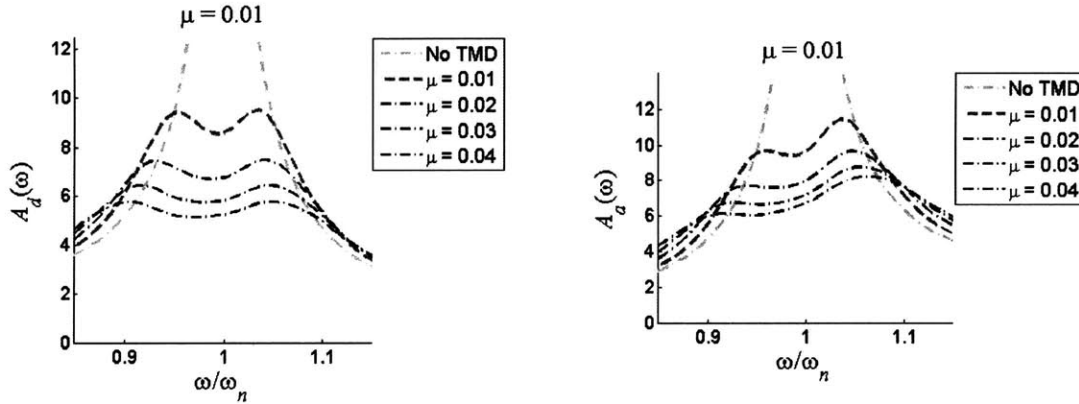 μ = 0.01
12
10
8
6
4
2
0
A_d(ω)
0.9
1
1.1
ω/ω_n
No TMD
μ = 0.01
μ = 0.02
μ = 0.03
μ = 0.04
μ = 0.01
12
10
8
6
4
2
0
A_a(ω)
0.9
1
1.1
ω/ω_n
No TMD
μ = 0.01
μ = 0.02
μ = 0.03
μ = 0.04